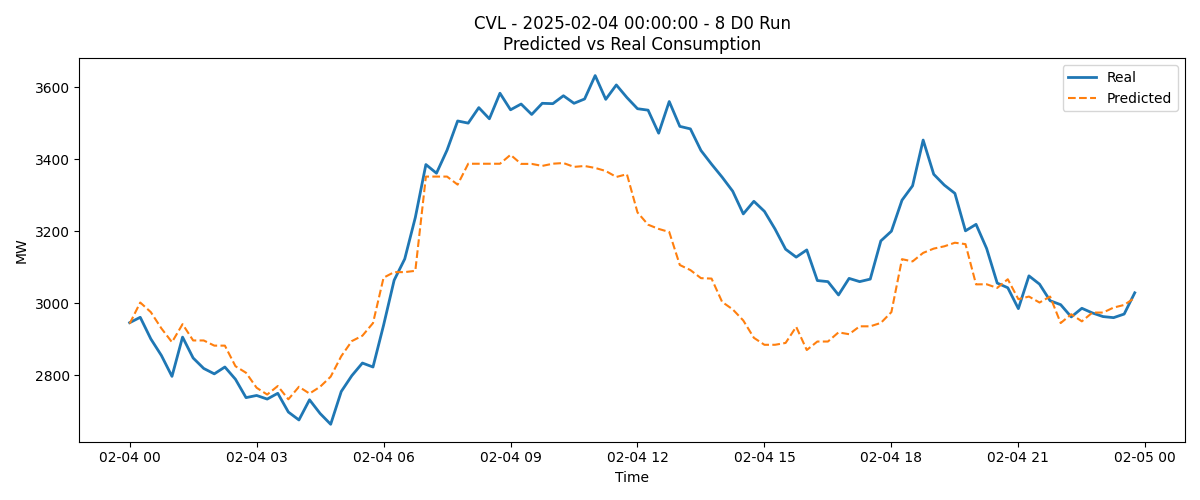 CVL - 2025-02-04 00:00:00 - 8 D0 Run
Predicted vs Real Consumption
Real
Predicted
MW
3600
3400
3200
3000
2800
02-04 00
02-04 03
02-04 06
02-04 09
02-04 12
02-04 15
02-04 18
02-04 21
02-05 00
Time